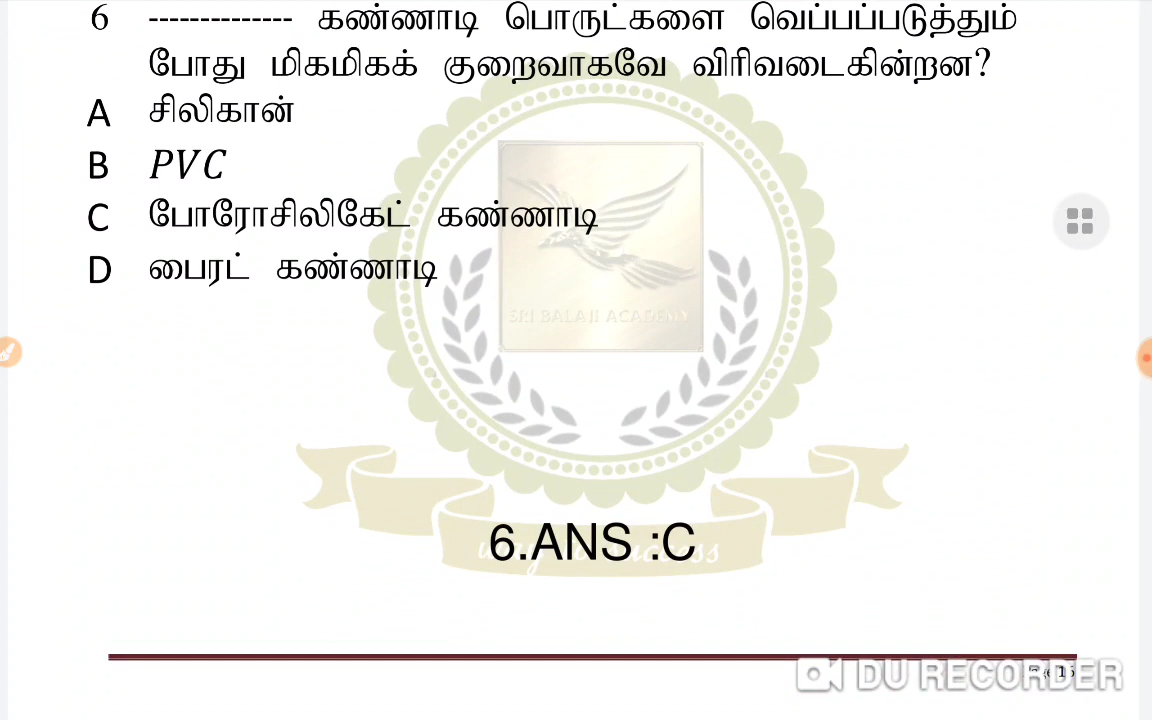 6 -------------- கண்ணாடி பொருட்களை வெப்பப்படுத்தும்
போது மிகமிகக் குறைவாகவே விரிவடைகின்றன?
A சிலிகான்
B PVC
C போரோசிலிகேட் கண்ணாடி
D பைரட் கண்ணாடி
SRI BALAJI ACADEMY
6.ANS :C
DU RECORDER